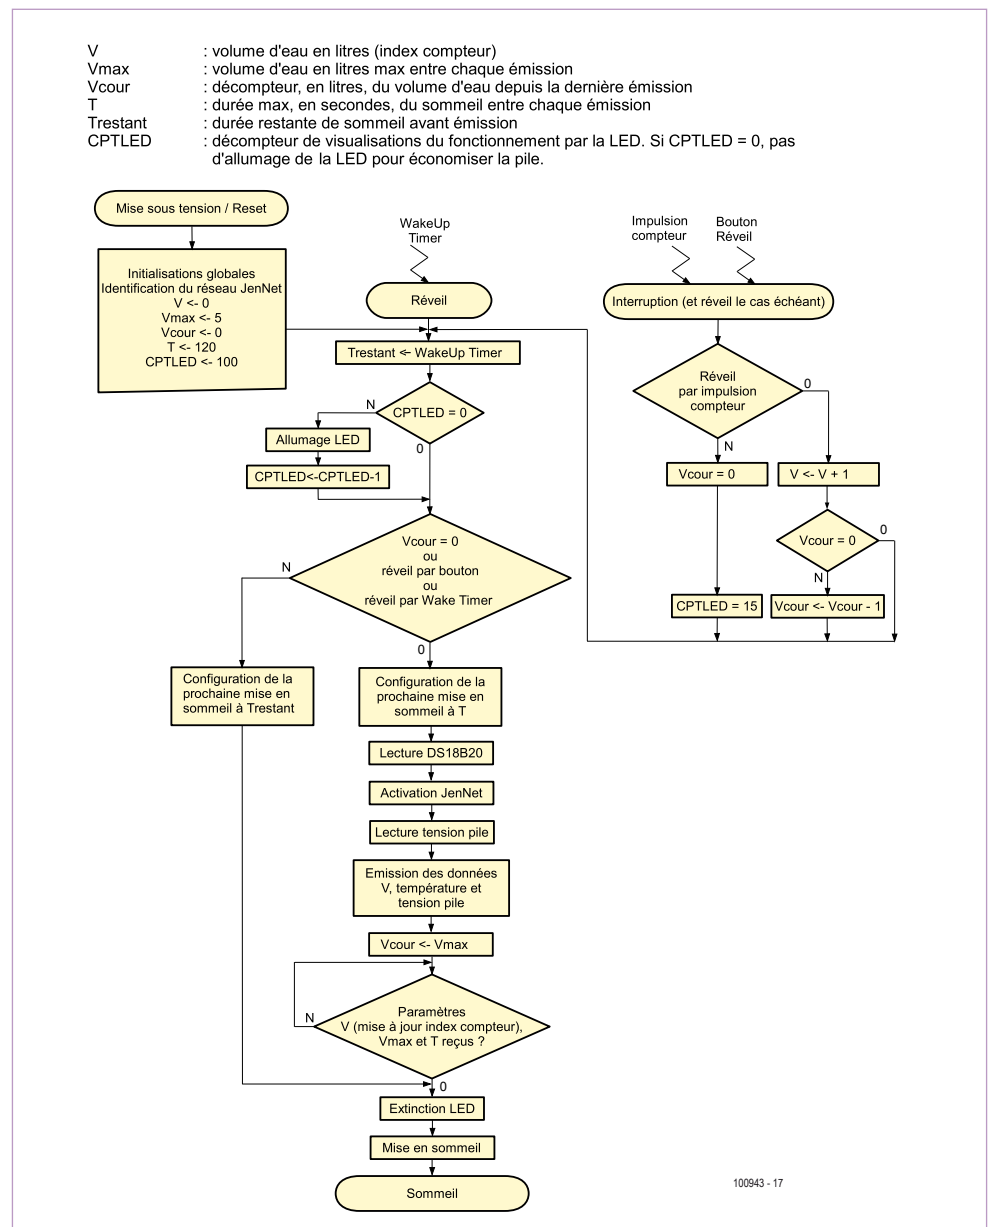 V : volume d'eau en litres (index compteur)
Vmax : volume d'eau en litres max entre chaque émission
Vcour : décompteur, en litres, du volume d'eau depuis la dernière émission
T : durée max, en secondes, du sommeil entre chaque émission
Trestant : durée restante de sommeil avant émission
CPTLED : décompteur de visualisations du fonctionnement par la LED. Si CPTLED = 0, pas
d'allumage de la LED pour économiser la pile.
Mise sous tension / Reset
Initialisations globales
Identification du réseau JenNet
V <- 0
Vmax <- 5
Vcour <- 0
T <- 120
CPTLED <- 100
WakeUp
Timer
Réveil
Trestant <- WakeUp Timer
CPTLED = 0
N
0
Allumage LED
CPTLED<-CPTLED-1
Vcour = 0
ou
réveil par bouton
ou
réveil par Wake Timer
N
0
Configuration de la
prochaine mise en
sommeil à Trestant
Configuration de la
prochaine mise en
sommeil à T
Lecture DS18B20
Activation JenNet
Lecture tension pile
Emission des données
V, température et
tension pile
Vcour <- Vmax
Paramètres
V (mise à jour index compteur),
Vmax et T reçus ?
N
0
Extinction LED
Mise en sommeil
Sommeil
Impulsion
compteur
Bouton
Réveil
Interruption (et réveil le cas échéant)
Réveil
par impulsion
compteur
0
N
Vcour = 0
V <- V + 1
Vcour = 0
0
N
CPTLED = 15
Vcour <- Vcour - 1
100943 - 17